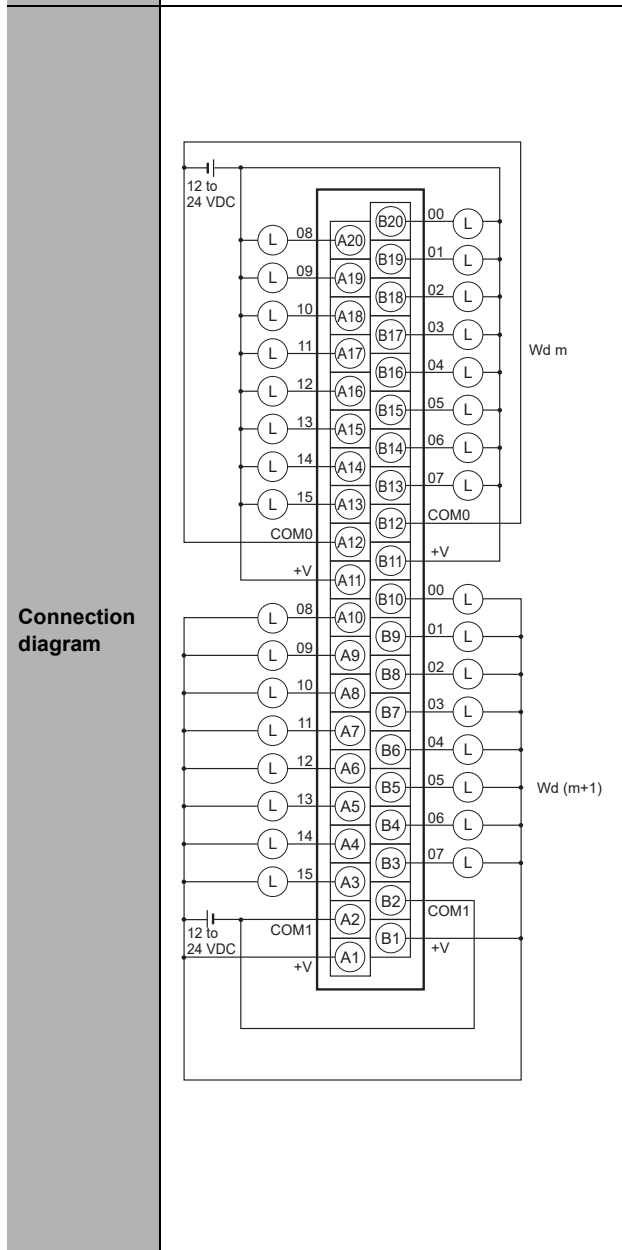 Connection
diagram
12 to
24 VDC
B20 00 L
L 08 A20
B19 01 L
L 09 A19
B18 02 L
L 10 A18
B17 03 L
Wd m
L 11 A17
B16 04 L
L 12 A16
B15 05 L
L 13 A15
B14 06 L
L 14 A14
B13 07 L
L 15 A13
B12 COM0
COM0 A12
B11 +V
+V A11
B10 00 L
L 08 A10
B9 01 L
L 09 A9
B8 02 L
L 10 A8
B7 03 L
L 11 A7
B6 04 L
L 12 A6
B5 05 L
Wd (m+1)
L 13 A5
B4 06 L
L 14 A4
B3 07 L
L 15 A3
B2 COM1
12 to
24 VDC
COM1 A2
B1 +V
+V A1